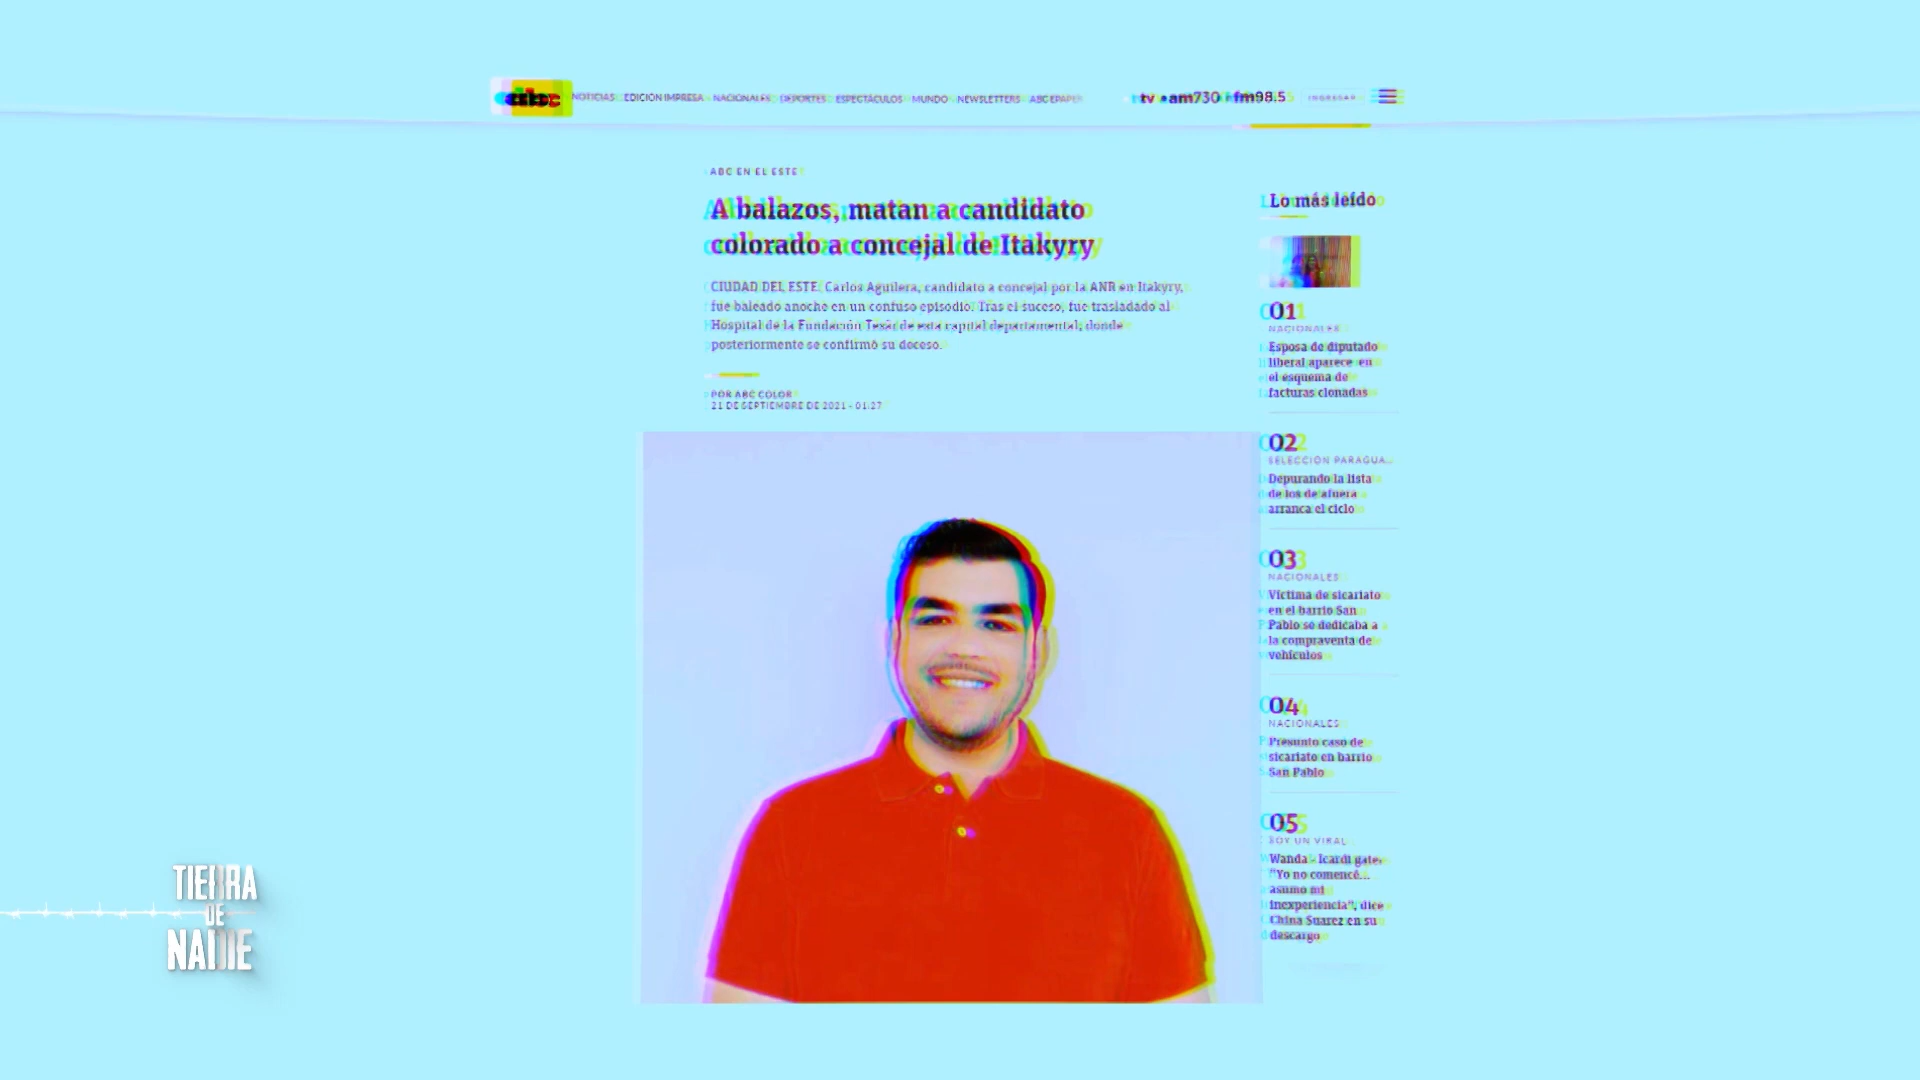 abc
NOTICIAS EDICION IMPRESA NACIONALES DEPORTES ESPECTÁCULOS MUNDO NEWSLETTERS ABC EPAPER tv am730 fm98.5 INGRESAR
ABC EN EL ESTE
A balazos, matan a candidato
colorado a concejal de Itakyry
CIUDAD DEL ESTE. Carlos Aguilera, candidato a concejal por la ANR en Itakyry,
fue baleado anoche en un confuso episodio. Tras el suceso, fue trasladado al
Hospital de la Fundación Tesãi de esta capital departamental, donde
posteriormente se confirmó su deceso.
POR ABC COLOR
21 DE SEPTIEMBRE DE 2021 - 01:27
Lo más leído
01
NACIONALES
Esposa de diputado
liberal aparece en
el esquema de
facturas clonadas
02
SELECCIÓN PARAGUA...
Depurando la lista
de los de afuera
arranca el ciclo
03
NACIONALES
Víctima de sicariato
en el barrio San
Pablo se dedicaba a
la compraventa de
vehículos
04
NACIONALES
Presunto caso de
sicariato en barrio
San Pablo
05
SOY UN VIRAL
Wanda - Icardi gate:
"Yo no comencé...
asumo mi
inexperiencia", dice
China Suarez en su
descargo
TIERRA
DE
NADIE